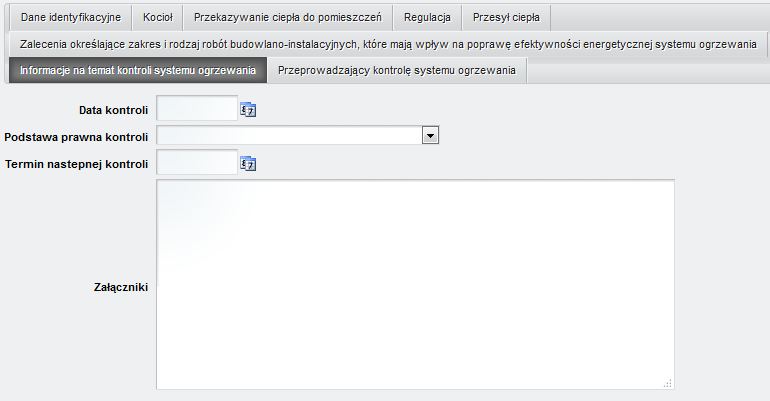 Dane identyfikacyjne Kocioł Przekazywanie ciepła do pomieszczeń Regulacja Przesył ciepła
Zalecenia określające zakres i rodzaj robót budowlano-instalacyjnych, które mają wpływ na poprawę efektywności energetycznej systemu ogrzewania
Informacje na temat kontroli systemu ogrzewania Przeprowadzający kontrolę systemu ogrzewania
Data kontroli
Podstawa prawna kontroli
Termin nastepnej kontroli
Załączniki